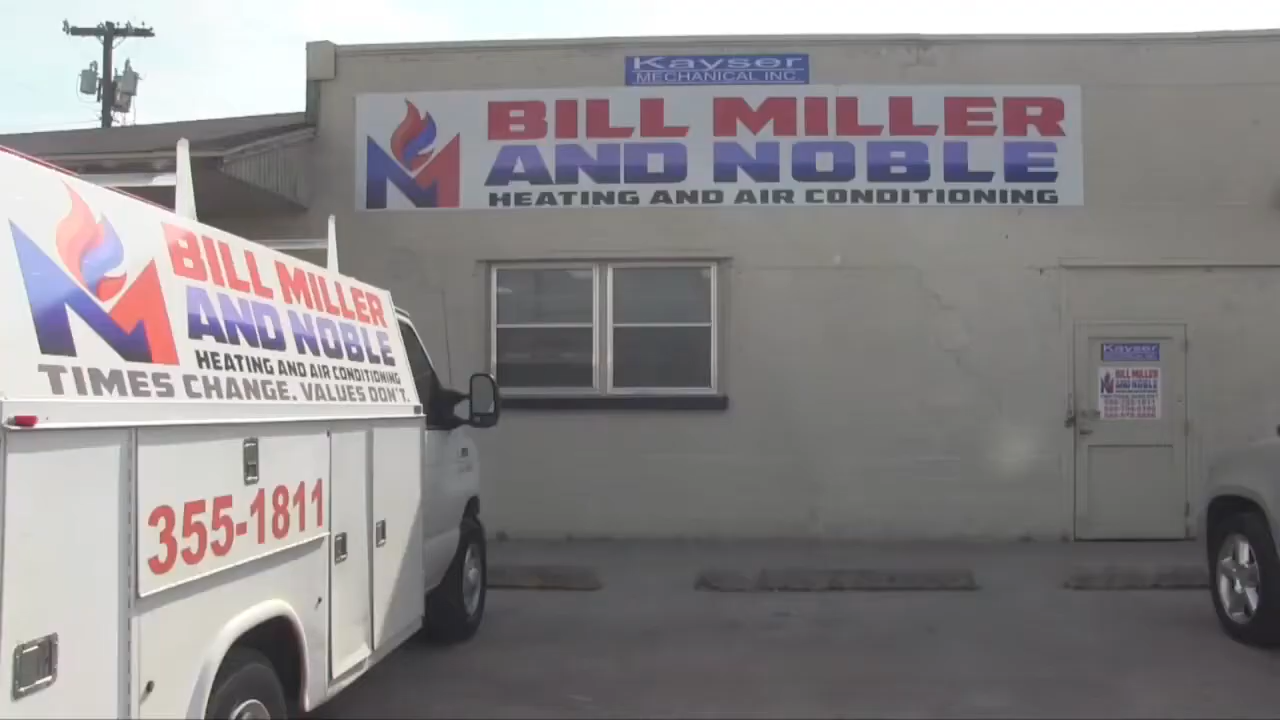 Kayser
MECHANICAL INC.
BILL MILLER
AND NOBLE
HEATING AND AIR CONDITIONING
BILL MILLER
AND NOBLE
HEATING AND AIR CONDITIONING
TIMES CHANGE. VALUES DON'T.
355-1811
Kayser
BILL MILLER
AND NOBLE